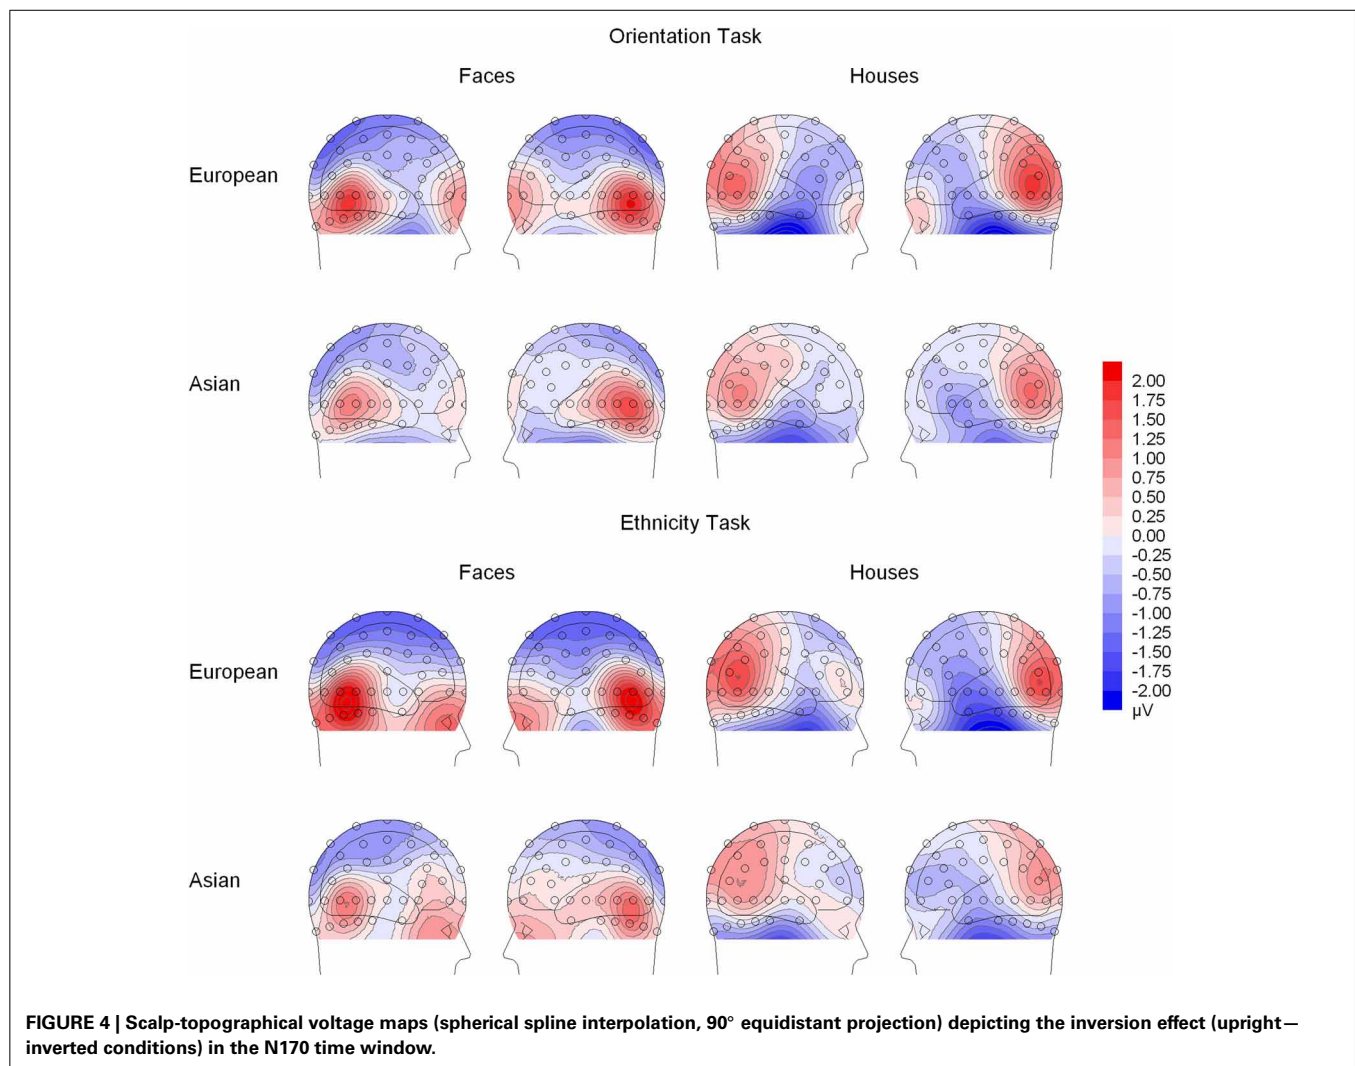 Orientation Task
Faces
Houses
European
Asian
2.00
1.75
1.50
1.25
1.00
0.75
0.50
0.25
0.00
-0.25
-0.50
-0.75
-1.00
-1.25
-1.50
-1.75
-2.00
µV
Ethnicity Task
Faces
Houses
European
Asian
FIGURE 4 | Scalp-topographical voltage maps (spherical spline interpolation, 90° equidistant projection) depicting the inversion effect (upright—
inverted conditions) in the N170 time window.